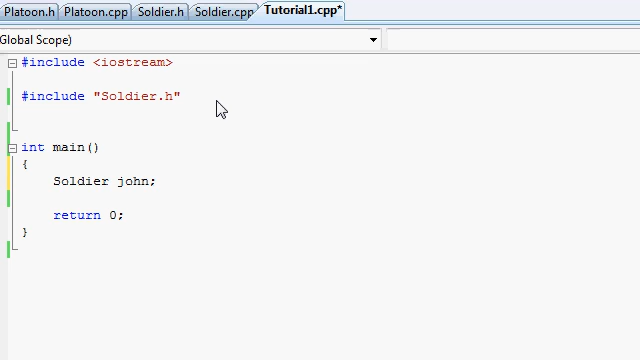 Platoon.h Platoon.cpp Soldier.h Soldier.cpp Tutorial1.cpp*
Global Scope)
#include <iostream>
#include "Soldier.h"
int main()
{
Soldier john;
return 0;
}